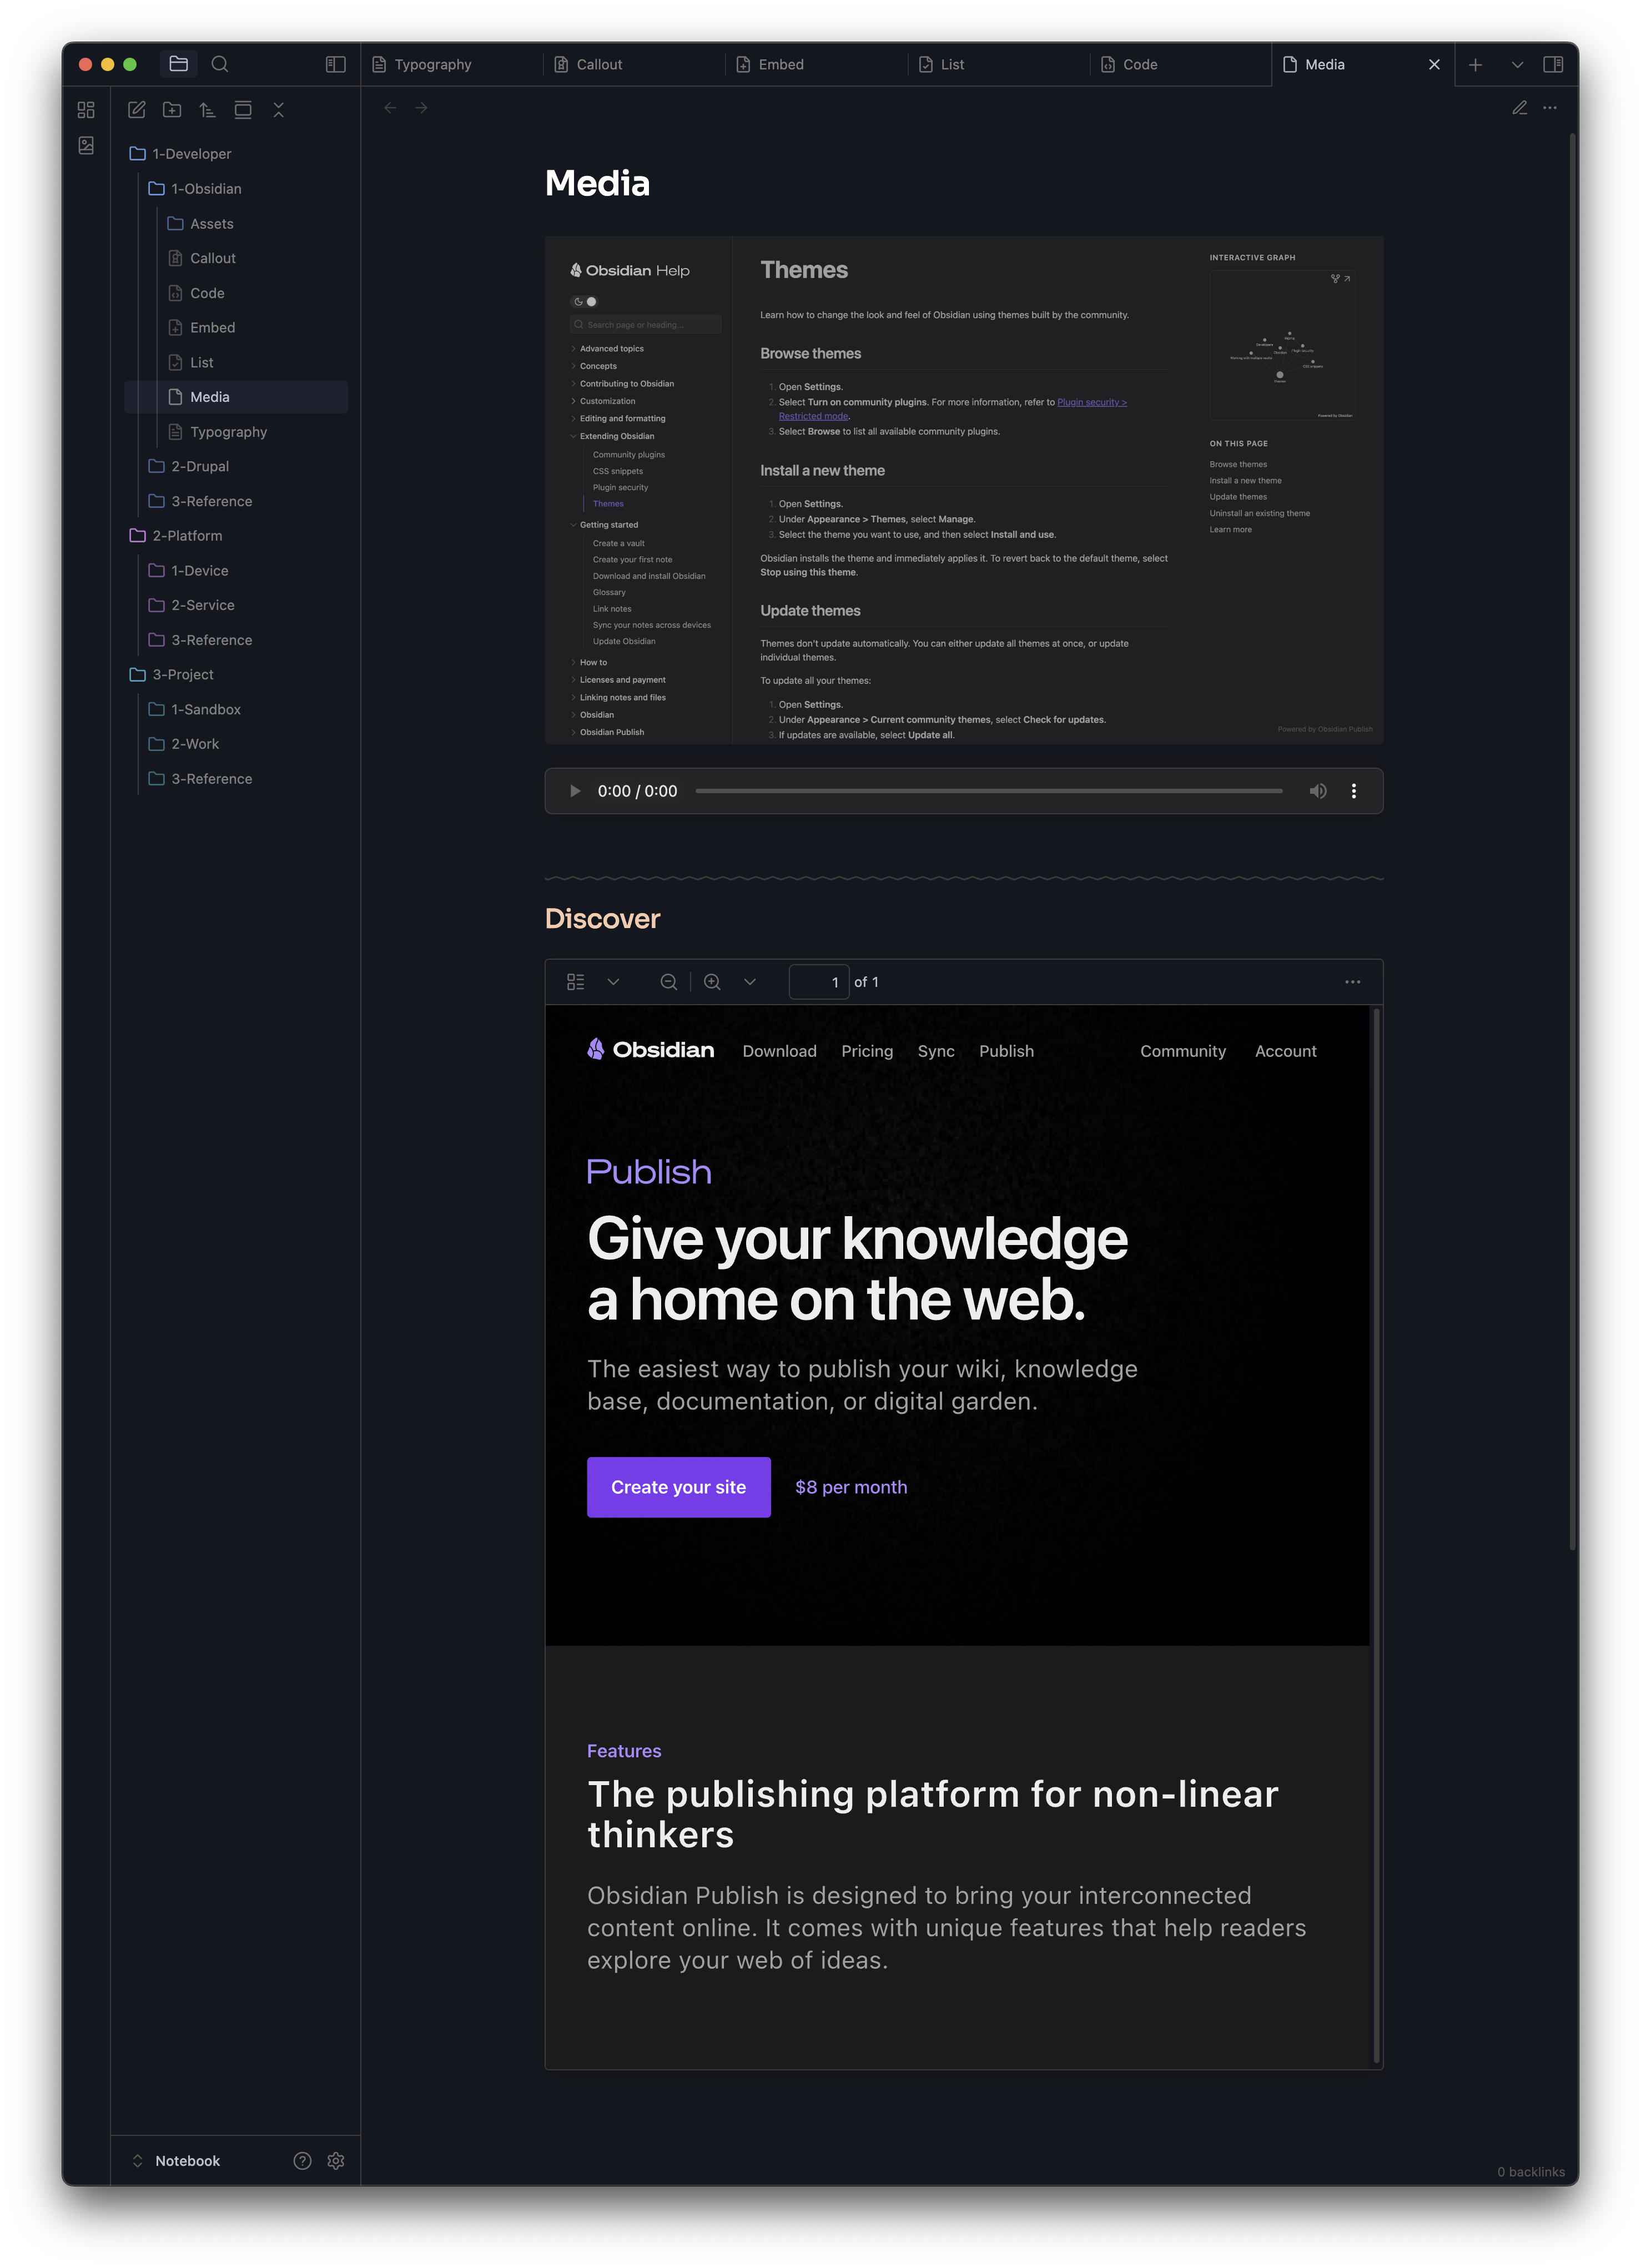 Typography
Callout
Embed
List
Code
Media
1-Developer
1-Obsidian
Assets
Callout
Code
Embed
List
Media
Typography
2-Drupal
3-Reference
2-Platform
1-Device
2-Service
3-Reference
3-Project
1-Sandbox
2-Work
3-Reference
Notebook
Media
Obsidian Help
Search page or heading...
Advanced topics
Concepts
Contributing to Obsidian
Customization
Editing and formatting
Extending Obsidian
Community plugins
CSS snippets
Plugin security
Themes
Getting started
Create a vault
Create your first note
Download and install Obsidian
Glossary
Link notes
Sync your notes across devices
Update Obsidian
How to
Licenses and payment
Linking notes and files
Obsidian
Obsidian Publish
Themes
Learn how to change the look and feel of Obsidian using themes built by the community.
Browse themes
1. Open Settings.
2. Select Turn on community plugins. For more information, refer to Plugin security >
Restricted mode.
3. Select Browse to list all available community plugins.
Install a new theme
1. Open Settings.
2. Under Appearance > Themes, select Manage.
3. Select the theme you want to use, and then select Install and use.
Obsidian installs the theme and immediately applies it. To revert back to the default theme, select
Stop using this theme.
Update themes
Themes don't update automatically. You can either update all themes at once, or update
individual themes.
To update all your themes:
1. Open Settings.
2. Under Appearance > Current community themes, select Check for updates.
3. If updates are available, select Update all.
INTERACTIVE GRAPH
Plugin security
CSS snippets
Themes
Powered by Obsidian
ON THIS PAGE
Browse themes
Install a new theme
Update themes
Uninstall an existing theme
Learn more
Powered by Obsidian Publish
0:00 / 0:00
Discover
1 of 1
Obsidian
Download
Pricing
Sync
Publish
Community
Account
Publish
Give your knowledge
a home on the web.
The easiest way to publish your wiki, knowledge
base, documentation, or digital garden.
Create your site
$8 per month
Features
The publishing platform for non-linear
thinkers
Obsidian Publish is designed to bring your interconnected
content online. It comes with unique features that help readers
explore your web of ideas.
0 backlinks